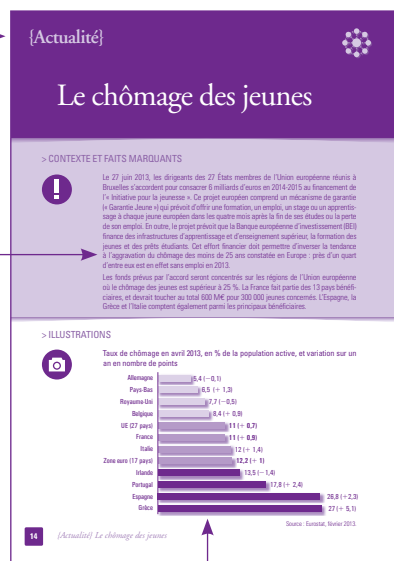 {Actualité}
Le chômage des jeunes
> CONTEXTE ET FAITS MARQUANTS
Le 27 juin 2013, les dirigeants des 27 États membres de l'Union européenne réunis à
Bruxelles s'accordent pour consacrer 6 milliards d'euros en 2014-2015 au financement de
l'« Initiative pour la jeunesse ». Ce projet européen comprend un mécanisme de garantie
(« Garantie Jeune ») qui prévoit d'offrir une formation, un emploi, un stage ou un apprentis-
sage à chaque jeune européen dans les quatre mois après la fin de ses études ou la perte
de son emploi. En outre, le projet prévoit que la Banque européenne d'investissement (BEI)
finance des infrastructures d'apprentissage et d'enseignement supérieur, la formation des
jeunes et des prêts étudiants. Cet effort financier doit permettre d'inverser la tendance
à l'aggravation du chômage des moins de 25 ans constatée en Europe : près d'un quart
d'entre eux est en effet sans emploi en 2013.
Les fonds prévus par l'accord seront concentrés sur les régions de l'Union européenne
où le chômage des jeunes est supérieur à 25 %. La France fait partie des 13 pays bénéfi-
ciaires, et devrait toucher au total 600 M€ pour 300 000 jeunes concernés. L'Espagne, la
Grèce et l'Italie comptent également parmi les principaux bénéficiaires.
> ILLUSTRATIONS
Taux de chômage en avril 2013, en % de la population active, et variation sur un
an en nombre de points
Allemagne 5,4 (−0,1)
Pays-Bas 6,5 (+ 1,3)
Royaume-Uni 7,7 (−0,5)
Belgique 8,4 (+ 0,9)
UE (27 pays) 11 (+ 0,7)
France 11 (+ 0,9)
Italie 12 (+ 1,4)
Zone euro (17 pays) 12,2 (+ 1)
Irlande 13,5 (−1,4)
Portugal 17,8 (+ 2,4)
Espagne 26,8 (+2,3)
Grèce 27 (+ 5,1)
Source : Eurostat, février 2013.
14 {Actualité} Le chômage des jeunes